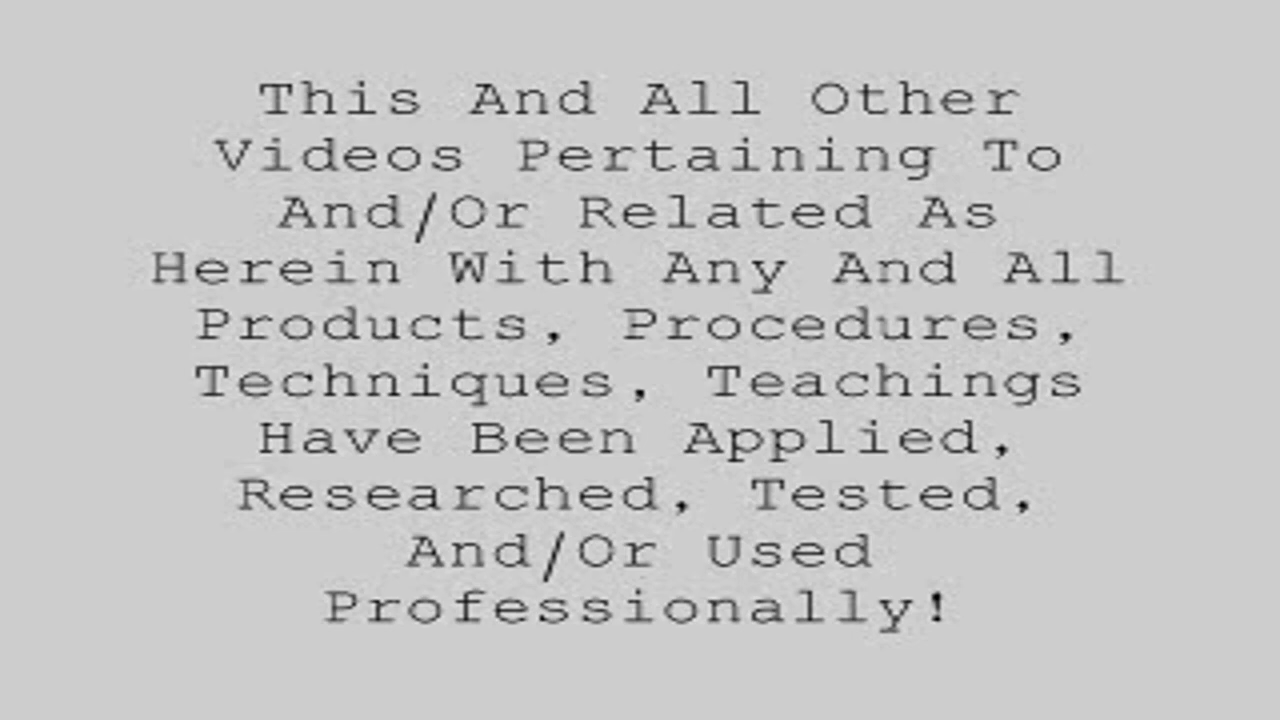 This And All Other
Videos Pertaining To
And/Or Related As
Herein With Any And All
Products, Procedures,
Techniques, Teachings
Have Been Applied,
Researched, Tested,
And/Or Used
Professionally!